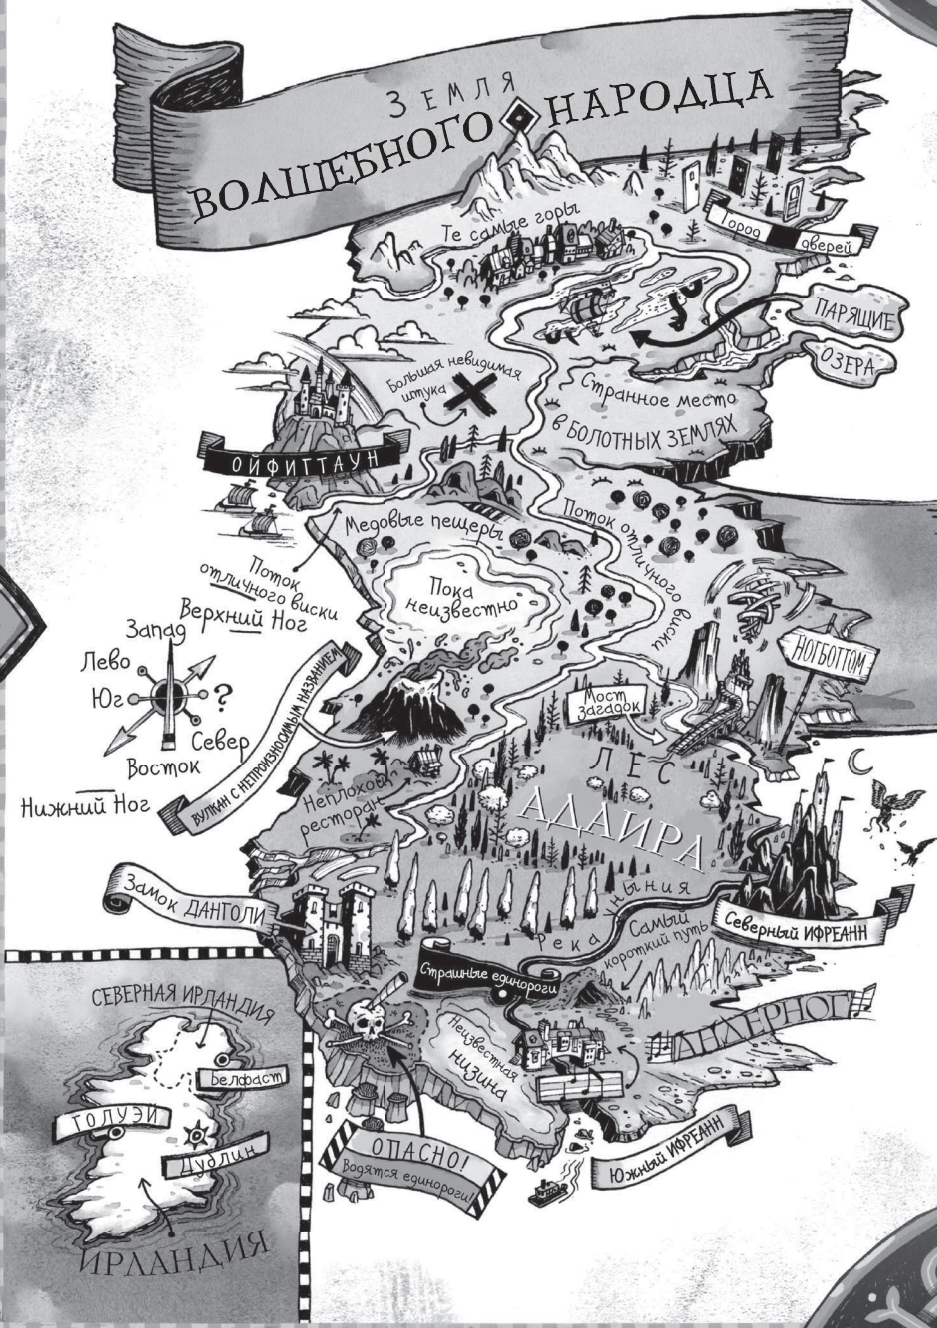 ЗЕМЛЯ
ВОЛШЕБНОГО НАРОДЦА
Те самые горы
Город дверей
ПАРЯЩИЕ
ОЗЕРА
Большая невидимая
штука
Странное место
в БОЛОТНЫХ ЗЕМЛЯХ
ОЙФИГТАУН
Медовые пещеры
Поток отличного виски
Поток
отличного виски
Пока
неизвестно
Верхний Ног
Запад
Лево
Юг
?
Север
Восток
Нижний Ног
ВУЛКАН С НЕПРОИЗНОСИМЫМ НАЗВАНИЕМ
НОГБОТТОМ
Мост
загадок
ЛЕС
АДАИРА
Неплохой
ресторан
Замок ДАНГОЛИ
Река Уныния
Самый
короткий путь
Северный ИФРЕАНН
Страшные единороги
АНДЕРНОГ
Неизвестная
низина
ОПАСНО!
Водятся единороги!
Южный ИФРЕАНН
СЕВЕРНАЯ ИРЛАНДИЯ
Белфаст
ГОЛУЭЙ
Дублин
ИРЛАНДИЯ